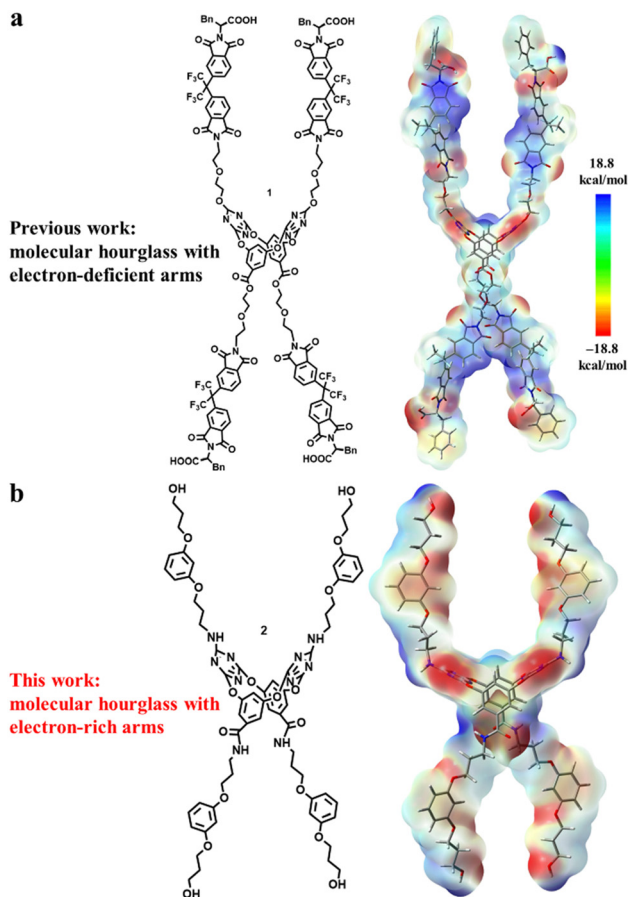 a
Bn COOH Bn COOH
N N
O O O O
F3C F3C
CF3 CF3
O O O O
N N
O O
O O
1
O O
N N N N
N N
O O
O O O
O O
O O
N N
O O O O
F3C CF3
CF3 F3C
O O O O
N N
HOOC Bn HOOC Bn
Previous work:
molecular hourglass with
electron-deficient arms
18.8
kcal/mol
−18.8
kcal/mol
b
OH HO
O O
O O
2
NH HN
N N N N
N N
O O
O O
NH NH
O O
O O
OH OH
This work:
molecular hourglass with
electron-rich arms